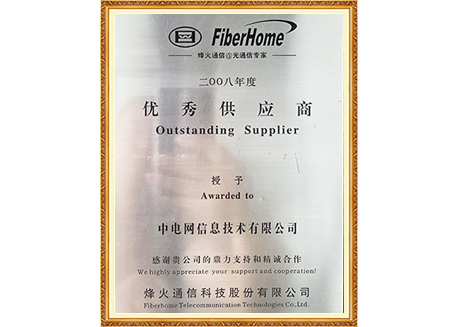 FiberHome
烽火通信@光通信专家
二OO八年度
优秀供应商
Outstanding Supplier
授予
Awarded to
中电网信息技术有限公司
感谢贵公司的鼎力支持和精诚合作
We highly appreciate your support and cooperation!
烽火通信科技股份有限公司
Fiberhome Telecommunication Technologies Co.,Ltd.